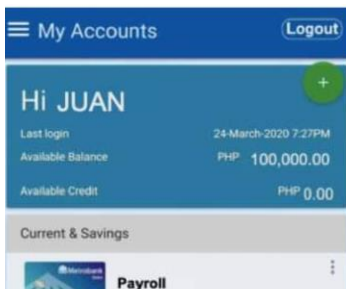 My Accounts
Logout
Hi JUAN
Last login 24-March-2020 7:27PM
Available Balance PHP 100,000.00
Available Credit PHP 0.00
Current & Savings
Metrobank
Payroll